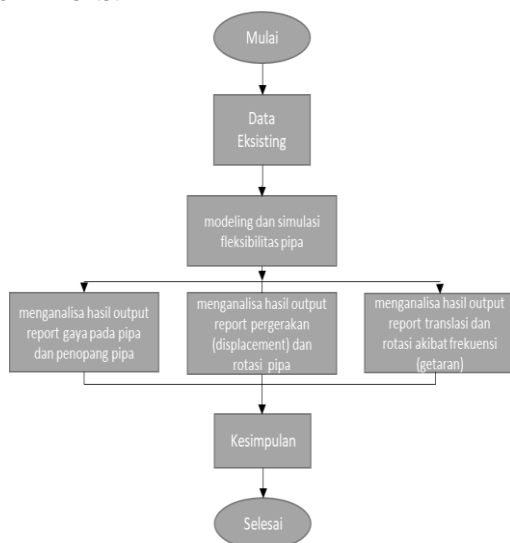 Mulai
Data
Eksisting
modeling dan simulasi
fleksibilitas pipa
menganalisa hasil output
report gaya pada pipa
dan penopang pipa
menganalisa hasil output
report pergerakan
(displacement) dan
rotasi pipa
menganalisa hasil output
report translasi dan
rotasi akibat frekuensi
(getaran)
Kesimpulan
Selesai